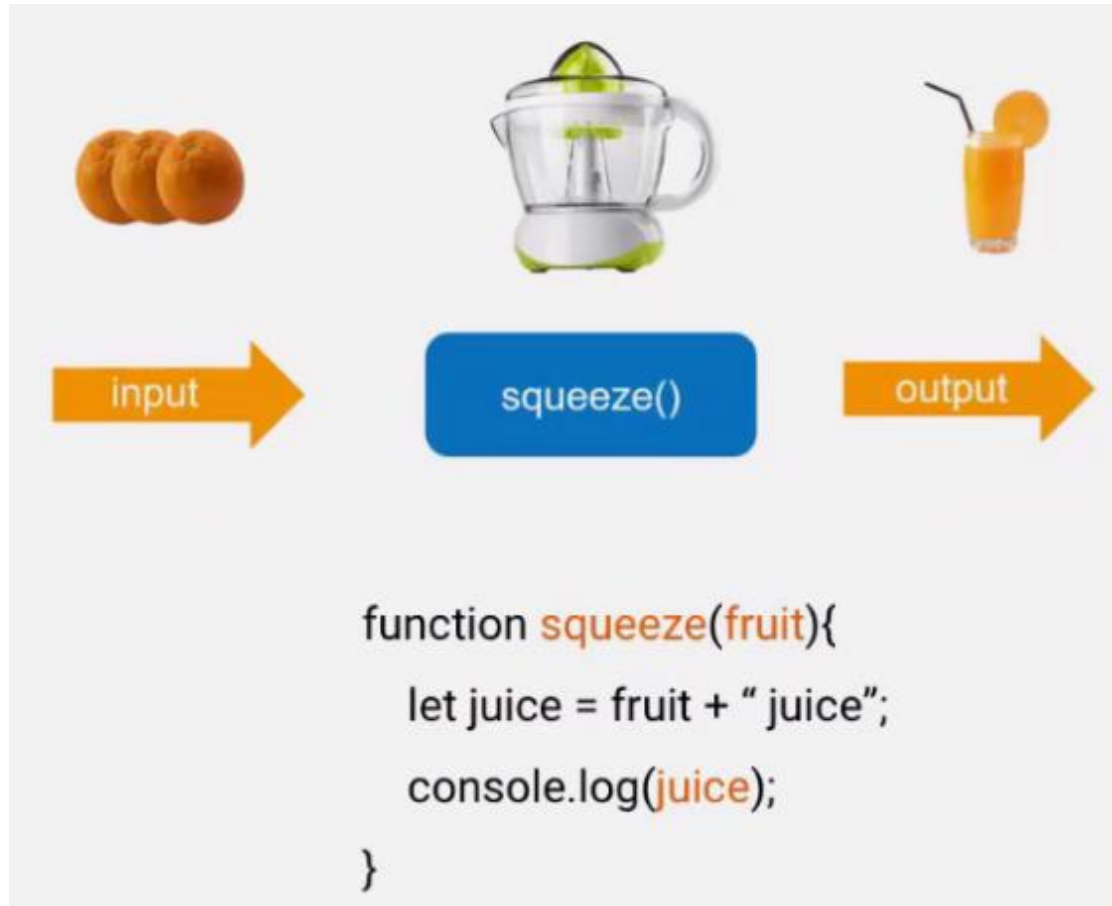 input
squeeze()
output
function squeeze(fruit){
let juice = fruit + “ juice”;
console.log(juice);
}